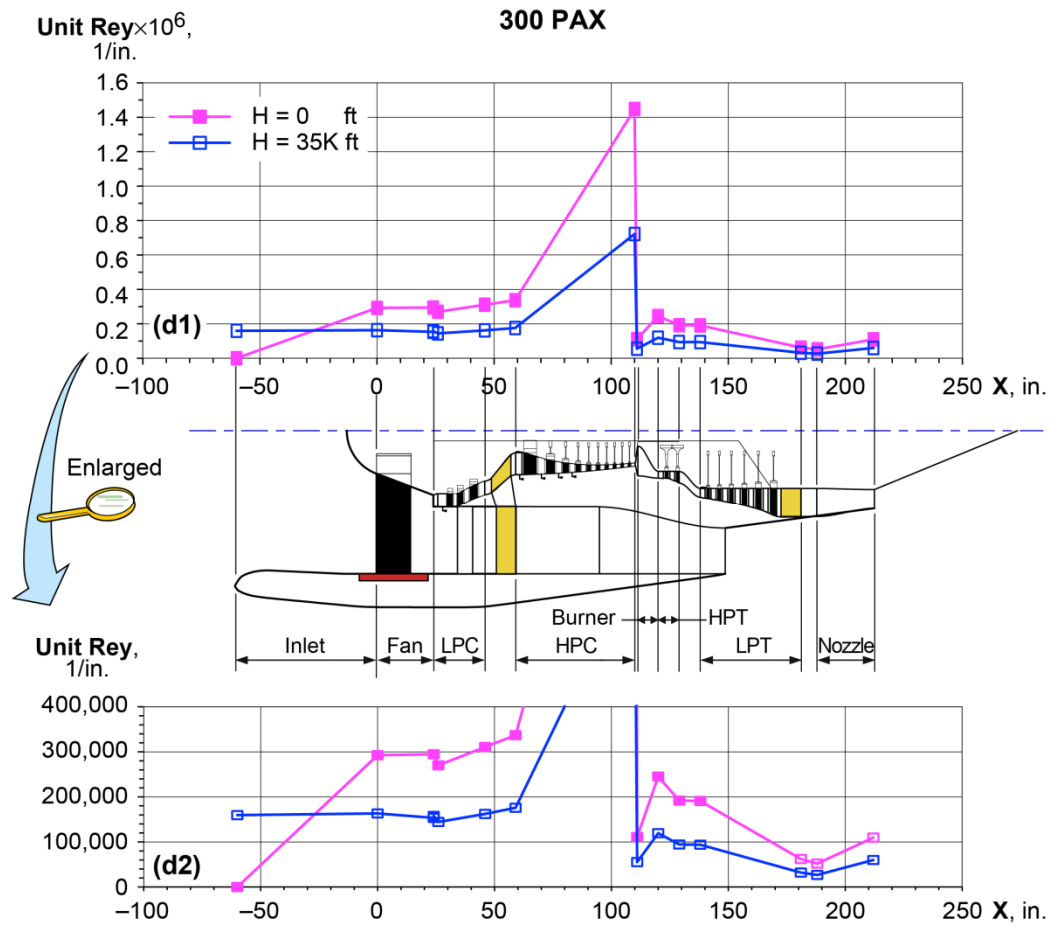 300 PAX
Unit Rey×10⁶,
1/in.
1.6
1.4
1.2
1.0
0.8
0.6
0.4
0.2
0.0
H = 0 ft
H = 35K ft
(d1)
–100 –50 0 50 100 150 200 250 X, in.
Enlarged
Burner HPT
Inlet Fan LPC HPC LPT Nozzle
Unit Rey,
1/in.
400,000
300,000
200,000
100,000
0
(d2)
–100 –50 0 50 100 150 200 250 X, in.